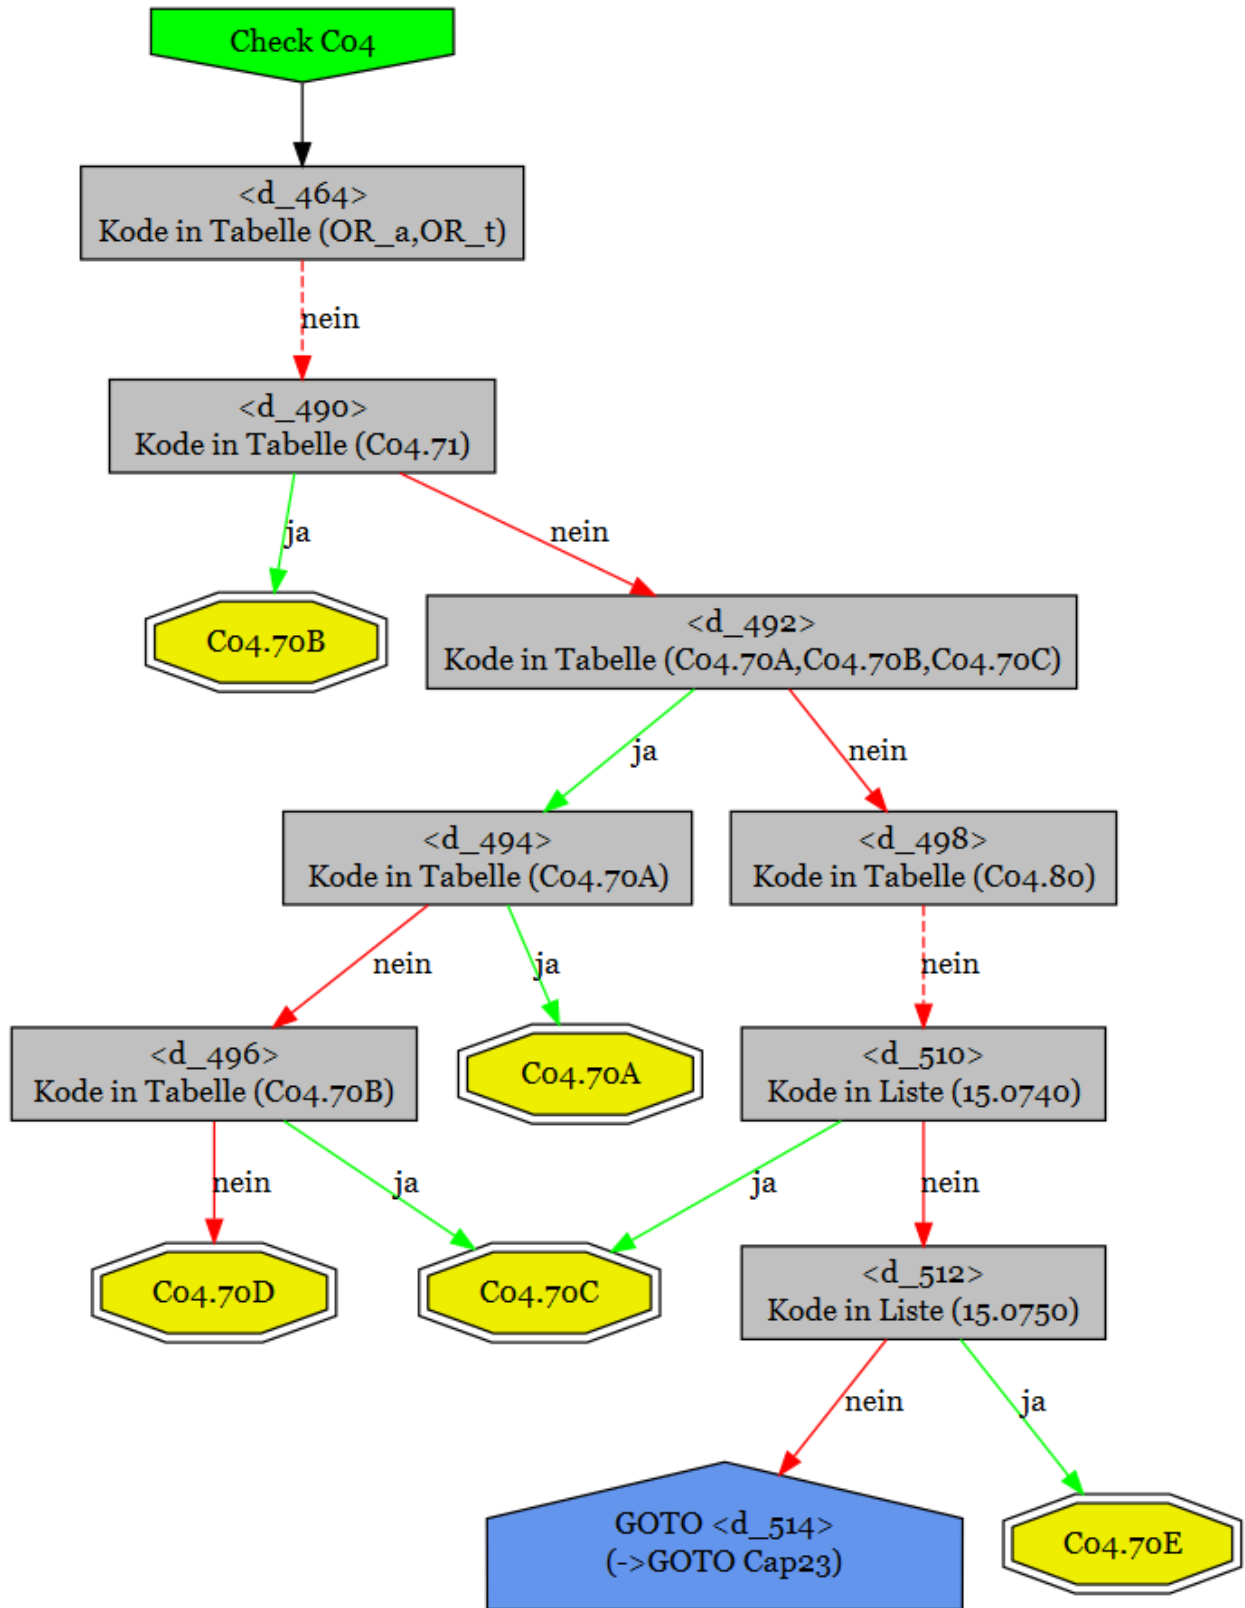 Check C04
<d_464>
Kode in Tabelle (OR_a,OR_t)
nein
<d_490>
Kode in Tabelle (C04.71)
ja
nein
C04.70B
<d_492>
Kode in Tabelle (C04.70A,C04.70B,C04.70C)
ja
nein
<d_494>
Kode in Tabelle (C04.70A)
<d_498>
Kode in Tabelle (C04.80)
nein
ja
nein
<d_496>
Kode in Tabelle (C04.70B)
C04.70A
<d_510>
Kode in Liste (15.0740)
nein
ja
ja
nein
C04.70D
C04.70C
<d_512>
Kode in Liste (15.0750)
nein
ja
GOTO <d_514>
(->GOTO Cap23)
C04.70E